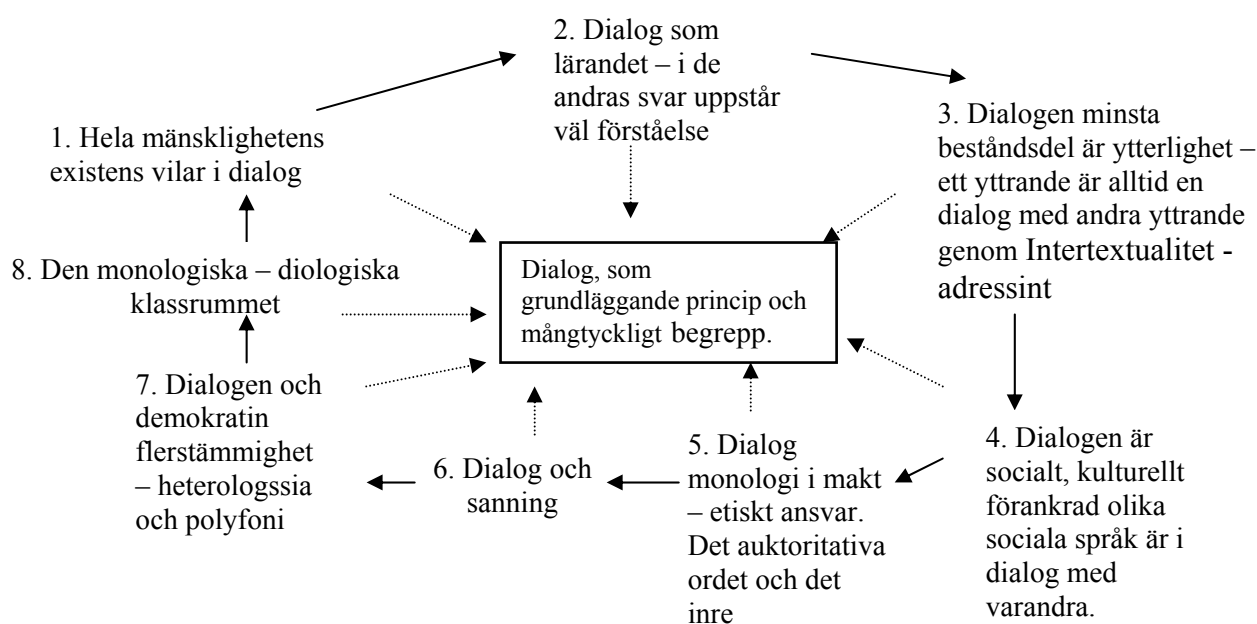 1. Hela mänsklighetens
existens vilar i dialog
2. Dialog som
lärandet – i de
andras svar uppstår
väl förståelse
3. Dialogen minsta
beståndsdel är ytterlighet –
ett yttrande är alltid en
dialog med andra yttrande
genom Intertextualitet -
adressint
4. Dialogen är
socialt, kulturellt
förankrad olika
sociala språk är i
dialog med
varandra.
5. Dialog
monologi i makt
– etiskt ansvar.
Det auktoritativa
ordet och det
inre
6. Dialog och
sanning
7. Dialogen och
demokratin
flerstämmighet
– heterologssia
och polyfoni
8. Den monologiska – diologiska
klassrummet
Dialog, som
grundläggande princip och
mångtyckligt begrepp.